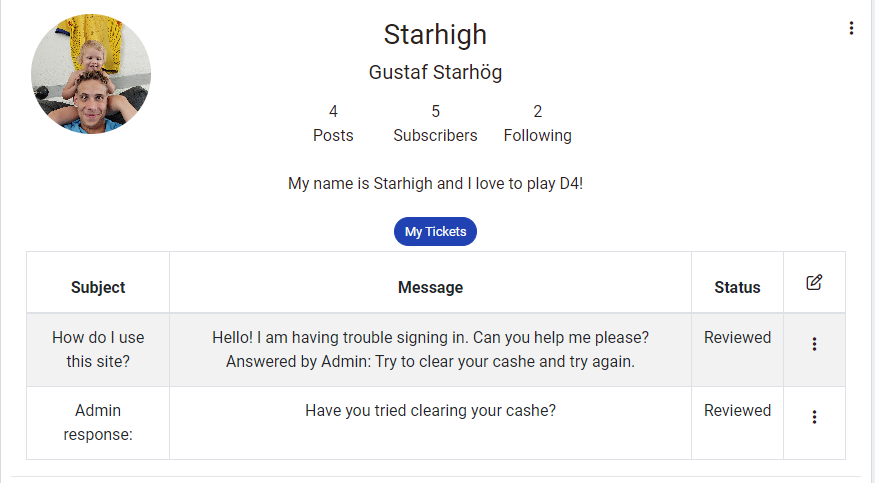 Starhigh
Gustaf Starhög
4 5 2
Posts Subscribers Following
My name is Starhigh and I love to play D4!
My Tickets
Subject Message Status
How do I use
this site?
Hello! I am having trouble signing in. Can you help me please?
Answered by Admin: Try to clear your cashe and try again.
Reviewed
Admin
response:
Have you tried clearing your cashe?
Reviewed